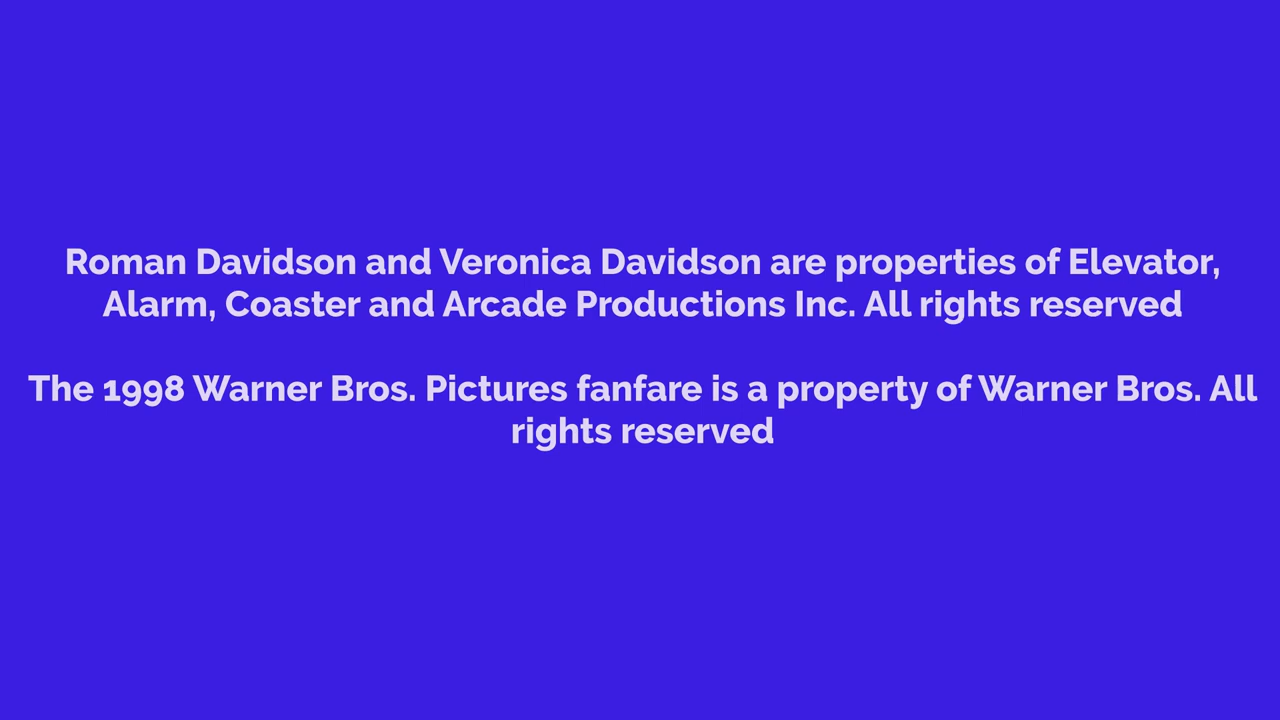 Roman Davidson and Veronica Davidson are properties of Elevator,
Alarm, Coaster and Arcade Productions Inc. All rights reserved
The 1998 Warner Bros. Pictures fanfare is a property of Warner Bros. All
rights reserved